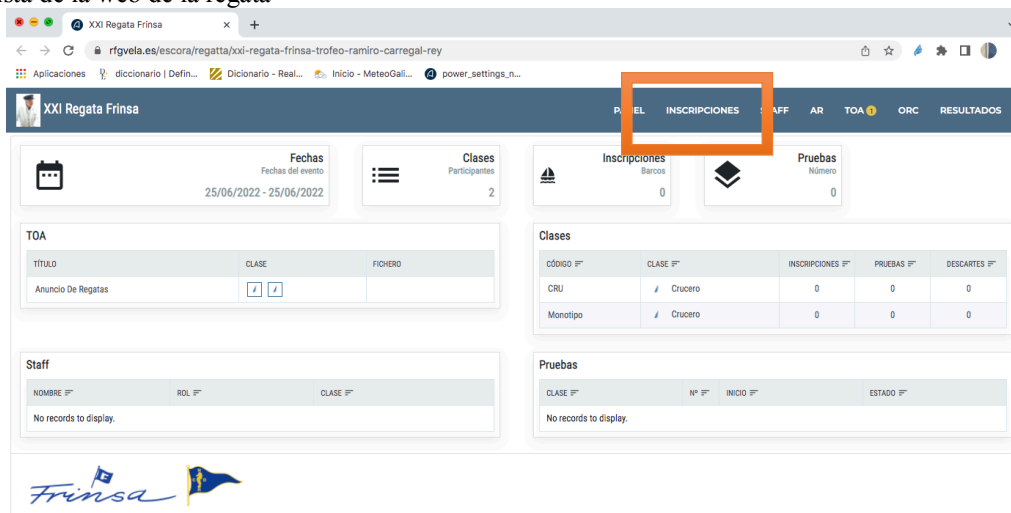 XXI Regata Frinsa
rfgvela.es/escora/regatta/xxi-regata-frinsa-trofeo-ramiro-carregal-rey
Aplicaciones diccionario | Defin... Dicionario - Real... Inicio - MeteoGali... power_settings_n...
XXI Regata Frinsa INSCRIPCIONES AR TOA 1 ORC RESULTADOS
Fechas
Fechas del evento
25/06/2022 - 25/06/2022
Clases
Participantes
2
Inscripciones
Barcos
0
Pruebas
Número
0
TOA
TÍTULO CLASE FICHERO
Anuncio De Regatas
Clases
CÓDIGO CLASE INSCRIPCIONES PRUEBAS DESCARTES
CRU Crucero 0 0 0
Monotipo Crucero 0 0 0
Staff
NOMBRE ROL CLASE
No records to display.
Pruebas
CLASE Nº INICIO ESTADO
No records to display.
Frinsa